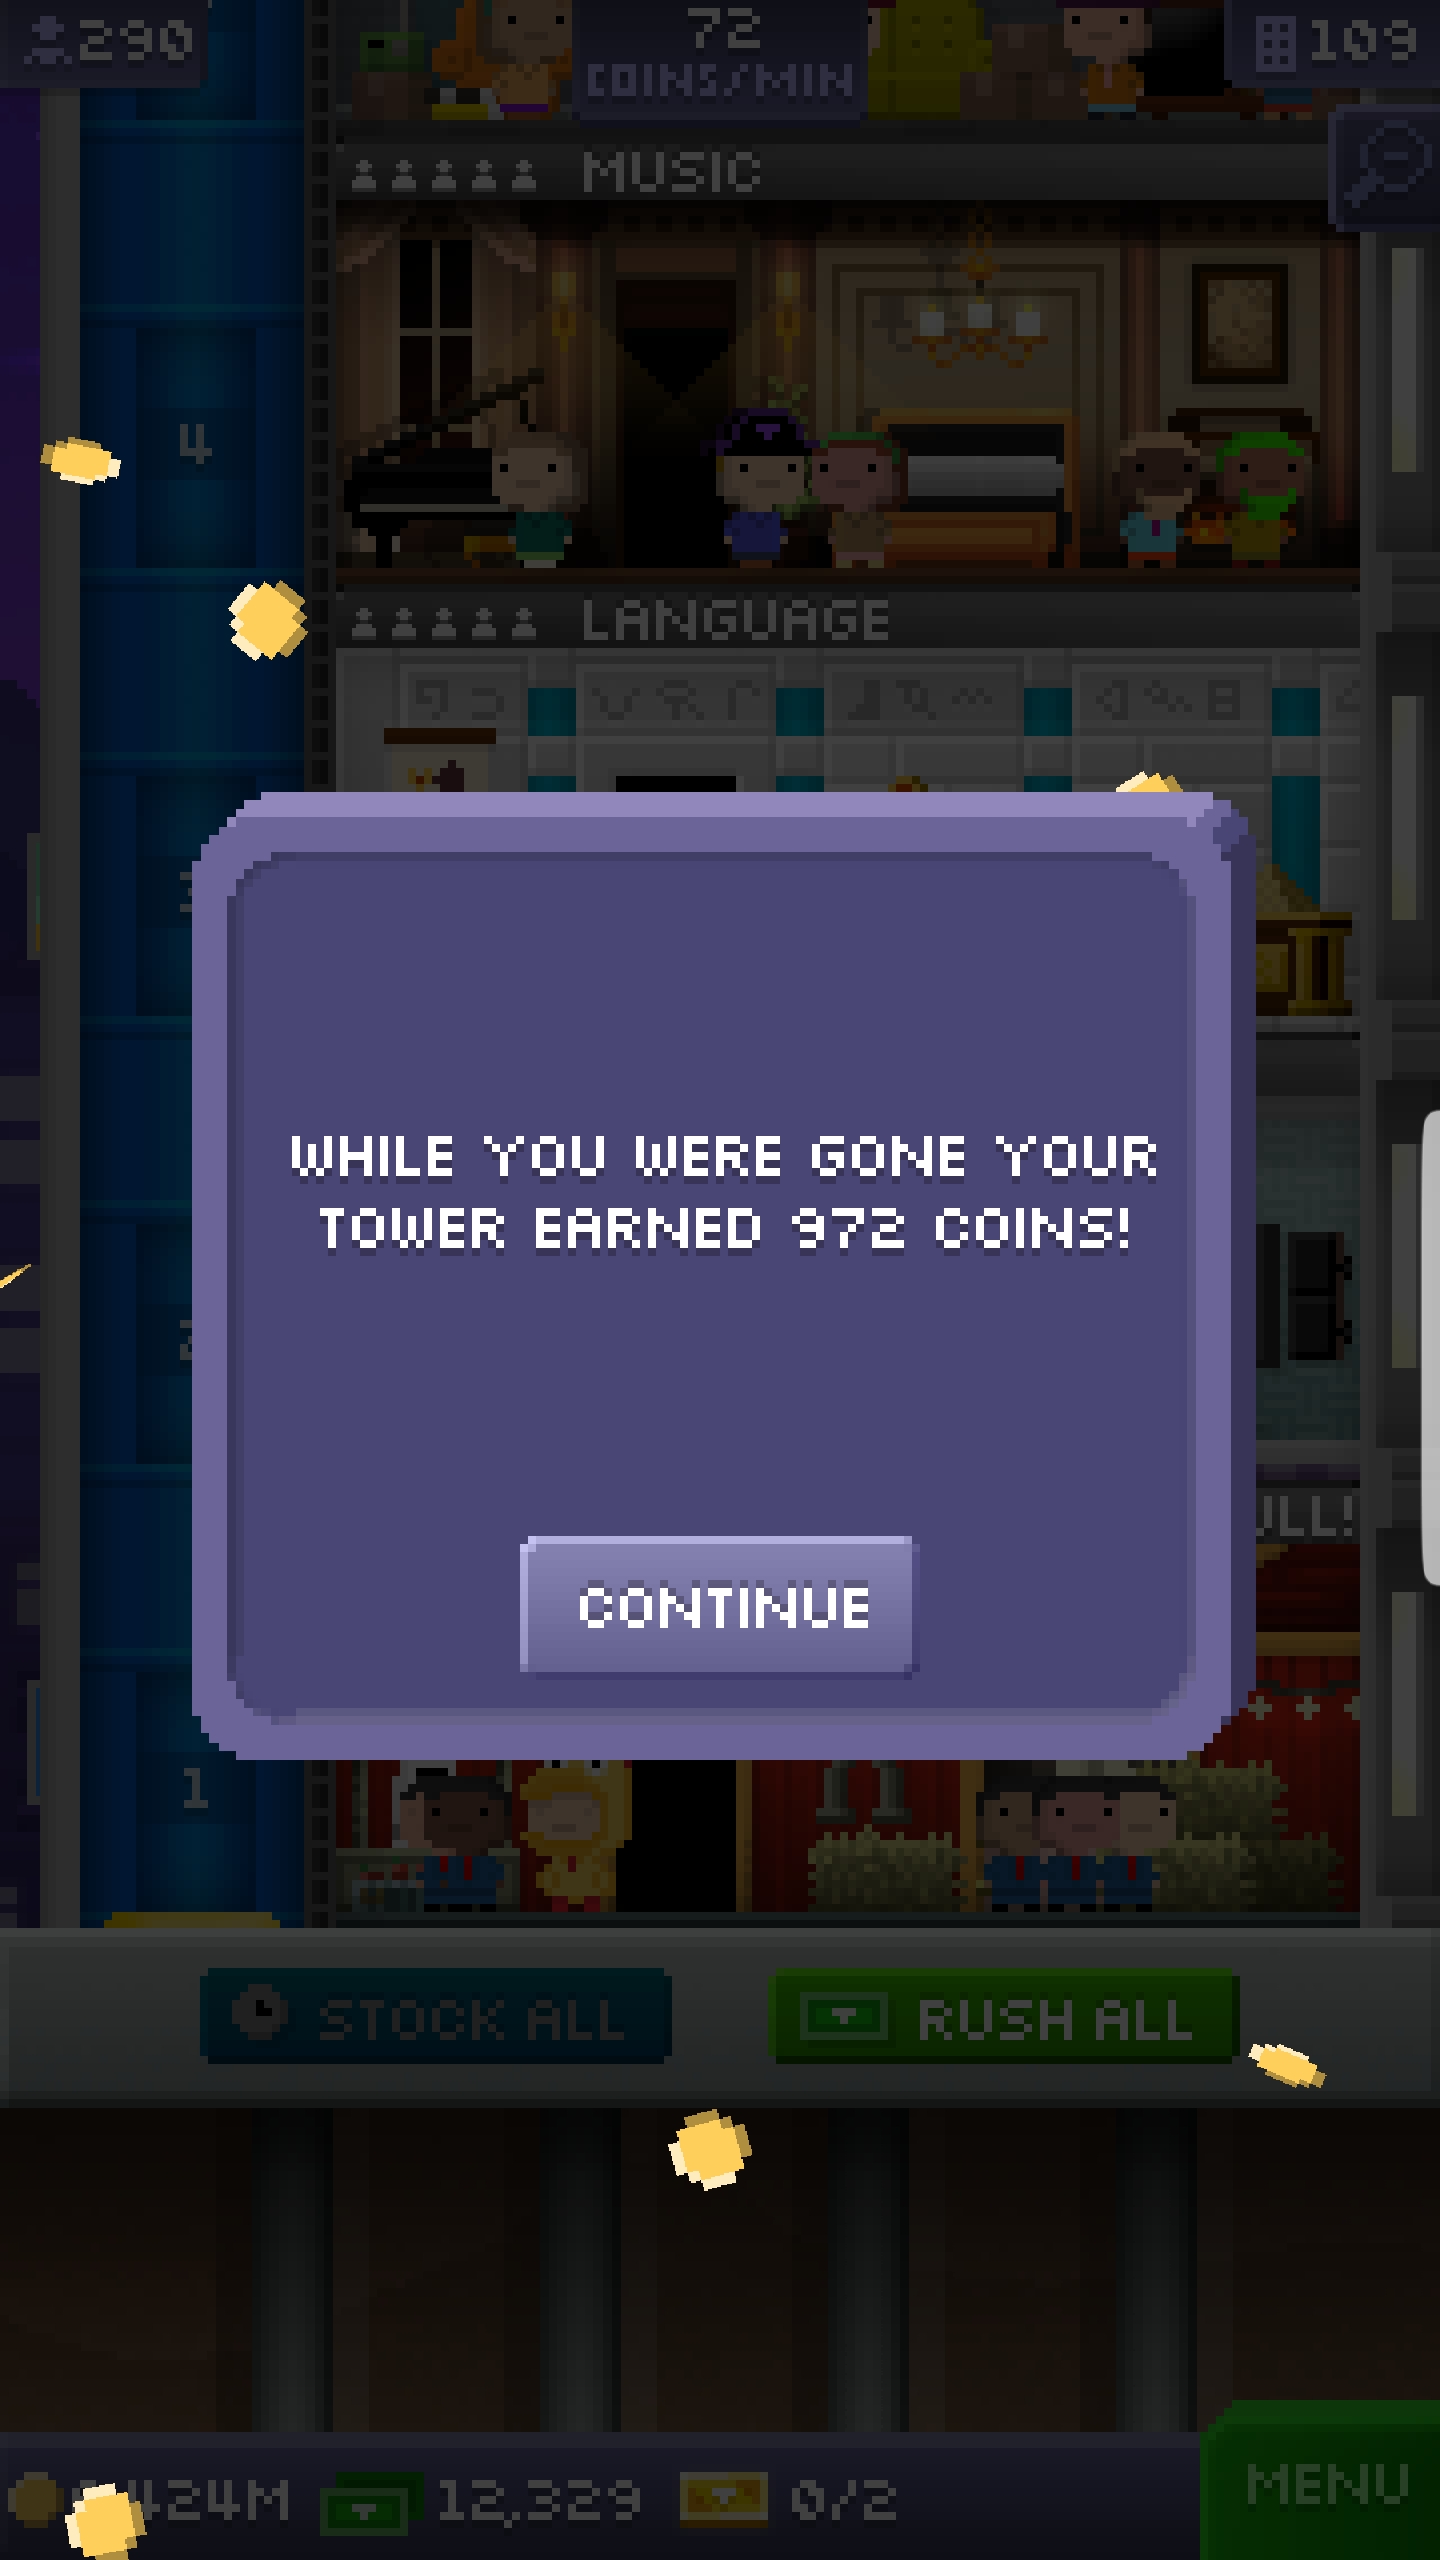 290
72
COINS/MIN
109
MUSIC
4
LANGUAGE
WHILE YOU WERE GONE YOUR
TOWER EARNED 972 COINS!
CONTINUE
1
STOCK ALL
RUSH ALL
12,329
0/2
MENU